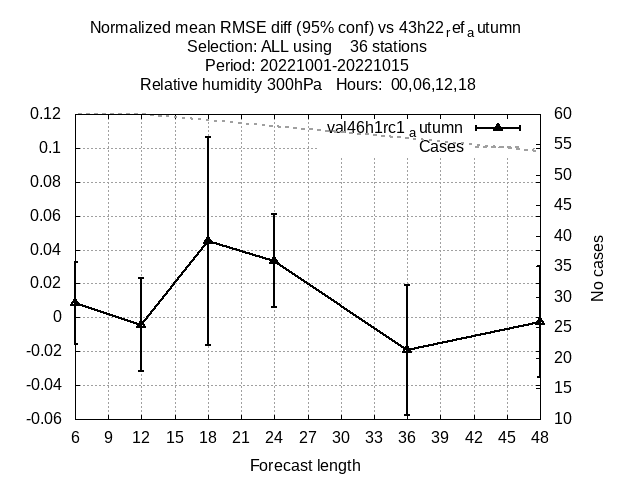 Normalized mean RMSE diff (95% conf) vs 43h22refautumn
Selection: ALL using    36 stations
Period: 20221001-20221015
Relative humidity 300hPa   Hours:  00,06,12,18
val46h1rc1autumn
Cases
0.12
0.1
0.08
0.06
0.04
0.02
0
-0.02
-0.04
-0.06
60
55
50
45
40
35
30
25
20
15
10
No cases
6 9 12 15 18 21 24 27 30 33 36 39 42 45 48
Forecast length